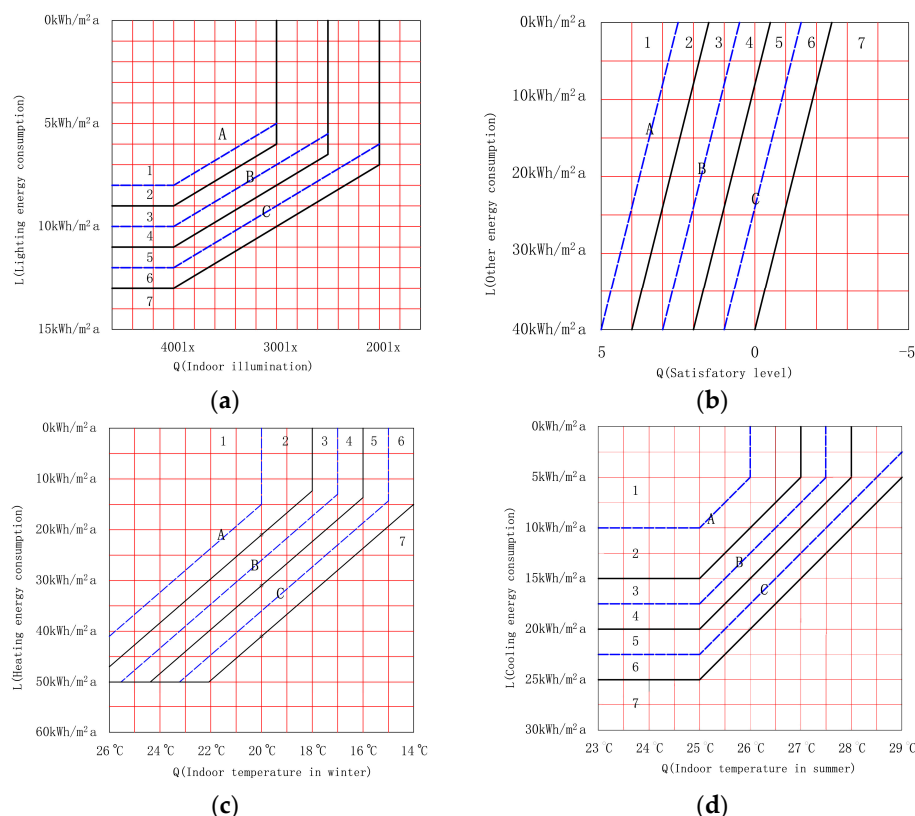 0kWh/m²a
5kWh/m²a
10kWh/m²a
15kWh/m²a
L(Lighting energy consumption)
A
B
C
1
2
3
4
5
6
7
4001x 3001x 2001x
Q(Indoor illumination)
(a)
0kWh/m²a
10kWh/m²a
20kWh/m²a
30kWh/m²a
40kWh/m²a
L(Other energy consumption)
1 2 3 4 5 6 7
A
B
C
5 0 -5
Q(Satisfatory level)
(b)
0kWh/m²a
10kWh/m²a
20kWh/m²a
30kWh/m²a
40kWh/m²a
50kWh/m²a
60kWh/m²a
L(Heating energy consumption)
1 2 3 4 5 6
7
A
B
C
26℃ 24℃ 22℃ 20℃ 18℃ 16℃ 14℃
Q(Indoor temperature in winter)
(c)
0kWh/m²a
5kWh/m²a
10kWh/m²a
15kWh/m²a
20kWh/m²a
25kWh/m²a
30kWh/m²a
L(Cooling energy consumption)
1
A
2
B
3
C
4
5
6
7
23℃ 24℃ 25℃ 26℃ 27℃ 28℃ 29℃
Q(Indoor temperature in summer)
(d)